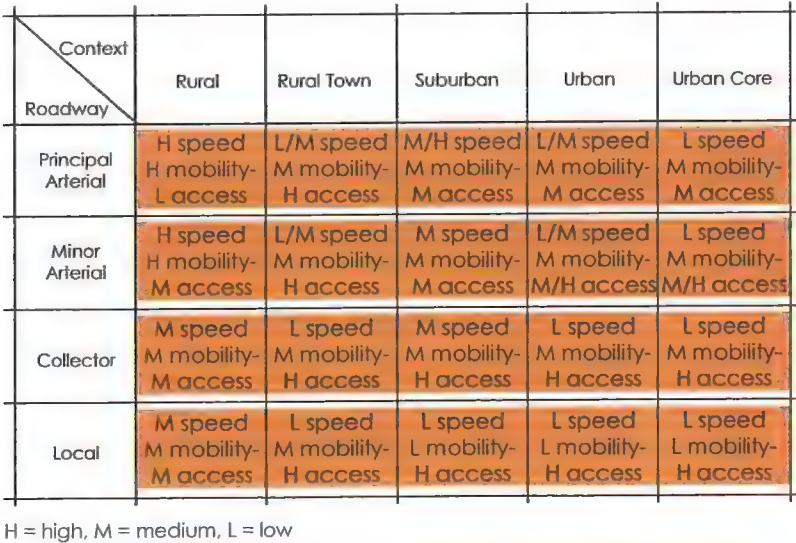 Context
Roadway
Rural
Rural Town
Suburban
Urban
Urban Core
Principal
Arterial
H speed
H mobility-
L access
L/M speed
M mobility-
H access
M/H speed
M mobility-
M access
L/M speed
M mobility-
M access
L speed
M mobility-
M access
Minor
Arterial
H speed
H mobility-
M access
L/M speed
M mobility-
H access
M speed
M mobility-
M access
L/M speed
M mobility-
M/H access
L speed
M mobility-
M/H access
Collector
M speed
M mobility-
M access
L speed
M mobility-
H access
M speed
M mobility-
H access
L speed
M mobility-
H access
L speed
M mobility-
H access
Local
M speed
M mobility-
M access
L speed
M mobility-
H access
L speed
L mobility-
H access
L speed
L mobility-
H access
L speed
L mobility-
H access
H = high, M = medium, L = low